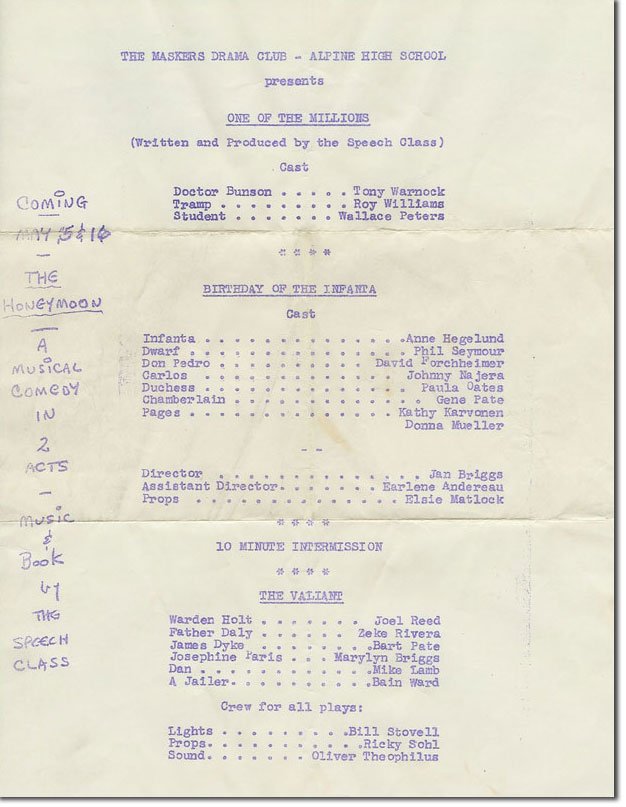 THE MASKERS DRAMA CLUB - ALPINE HIGH SCHOOL
presents
ONE OF THE MILLIONS
(Written and Produced by the Speech Class)
Cast
Doctor Bunson . . . . . Tony Warnock
Tramp . . . . . . . . . Roy Williams
Student . . . . . . . Wallace Peters
* * * *
BIRTHDAY OF THE INFANTA
Cast
Infanta . . . . . . . . . . . . . . .Anne Hegelund
Dwarf . . . . . . . . . . . . . . . Phil Seymour
Don Pedro . . . . . . . . . . . . David Forchheimer
Carlos . . . . . . . . . . . . . . Johnny Najera
Duchess . . . . . . . . . . . . . . Paula Oates
Chamberlain . . . . . . . . . . . . . Gene Pate
Pages . . . . . . . . . . . . . . Kathy Karvonen
Donna Mueller
- -
Director . . . . . . . . . . . . . . Jan Briggs
Assistant Director. . . . . . . Earlene Andereau
Props . . . . . . . . . . . . . . Elsie Matlock
* * * *
10 MINUTE INTERMISSION
* * * *
THE VALIANT
Warden Holt . . . . . . . Joel Reed
Father Daly . . . . . . Zeke Rivera
James Dyke . . . . . . . .Bart Pate
Josephine Paris . . . Marylyn Briggs
Dan . . . . . . . . . . . .Mike Lamb
A Jailer. . . . . . . . . .Bain Ward
Crew for all plays:
Lights . . . . . . . . .Bill Stovell
Props. . . . . . . . . . .Ricky Sohl
Sound. . . . . . . Oliver Theophilus
COMING
MAY 15 & 16
—
THE
HONEYMOON
—
A
MUSICAL
COMEDY
IN
2
ACTS
—
MUSIC
&
BOOK
by
THE
SPEECH
CLASS